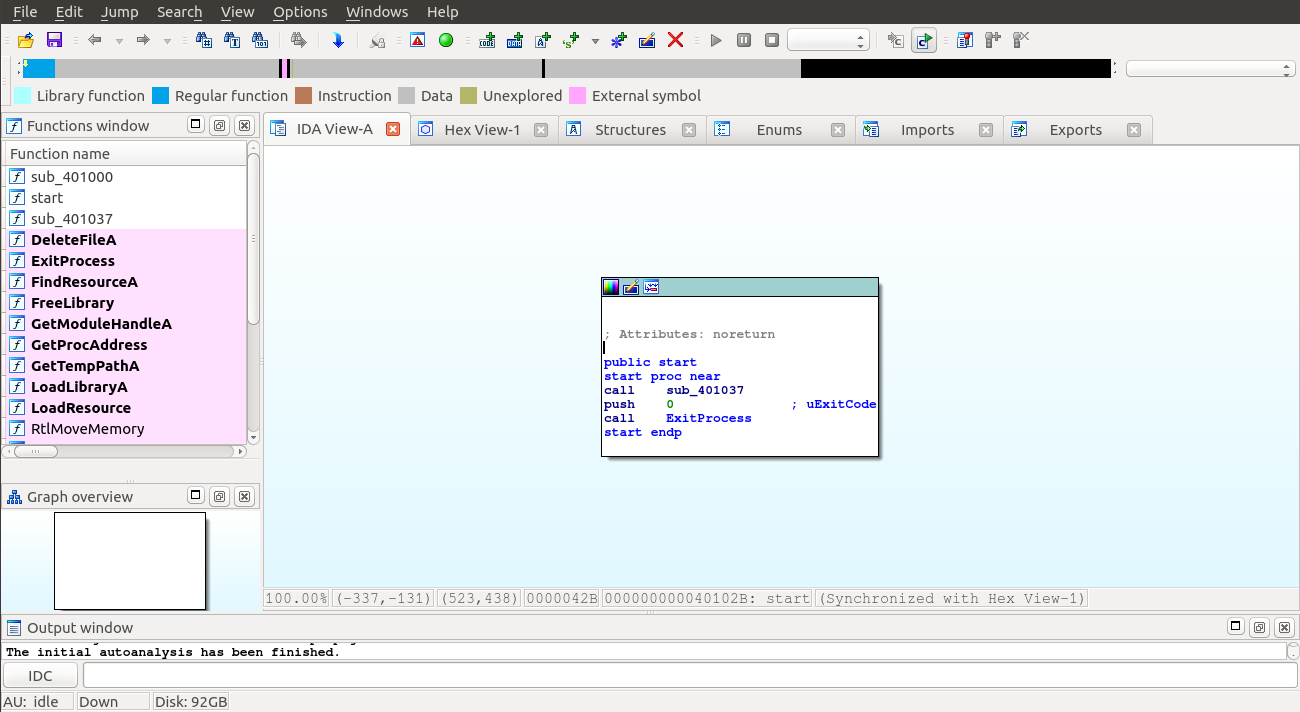 File Edit Jump Search View Options Windows Help
Library function Regular function Instruction Data Unexplored External symbol
Functions window
IDA View-A Hex View-1 Structures Enums Imports Exports
Function name
sub_401000
start
sub_401037
DeleteFileA
ExitProcess
FindResourceA
FreeLibrary
GetModuleHandleA
GetProcAddress
GetTempPathA
LoadLibraryA
LoadResource
RtlMoveMemory
; Attributes: noreturn
public start
start proc near
call sub_401037
push 0 ; uExitCode
call ExitProcess
start endp
Graph overview
100.00% (-337,-131) (523,438) 0000042B 000000000040102B: start (Synchronized with Hex View-1)
Output window
The initial autoanalysis has been finished.
IDC
AU: idle Down Disk: 92GB